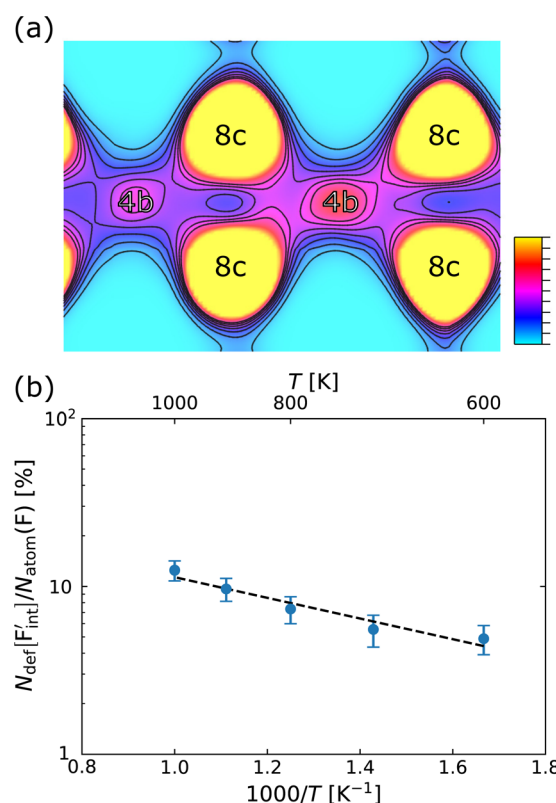 (a)
8c 8c
4b 4b
8c 8c
(b)
T [K]
1000 800 600
10²
10
1
N_def[F′_int]/N_atom(F) [%]
0.8 1.0 1.2 1.4 1.6 1.8
1000/T [K⁻¹]